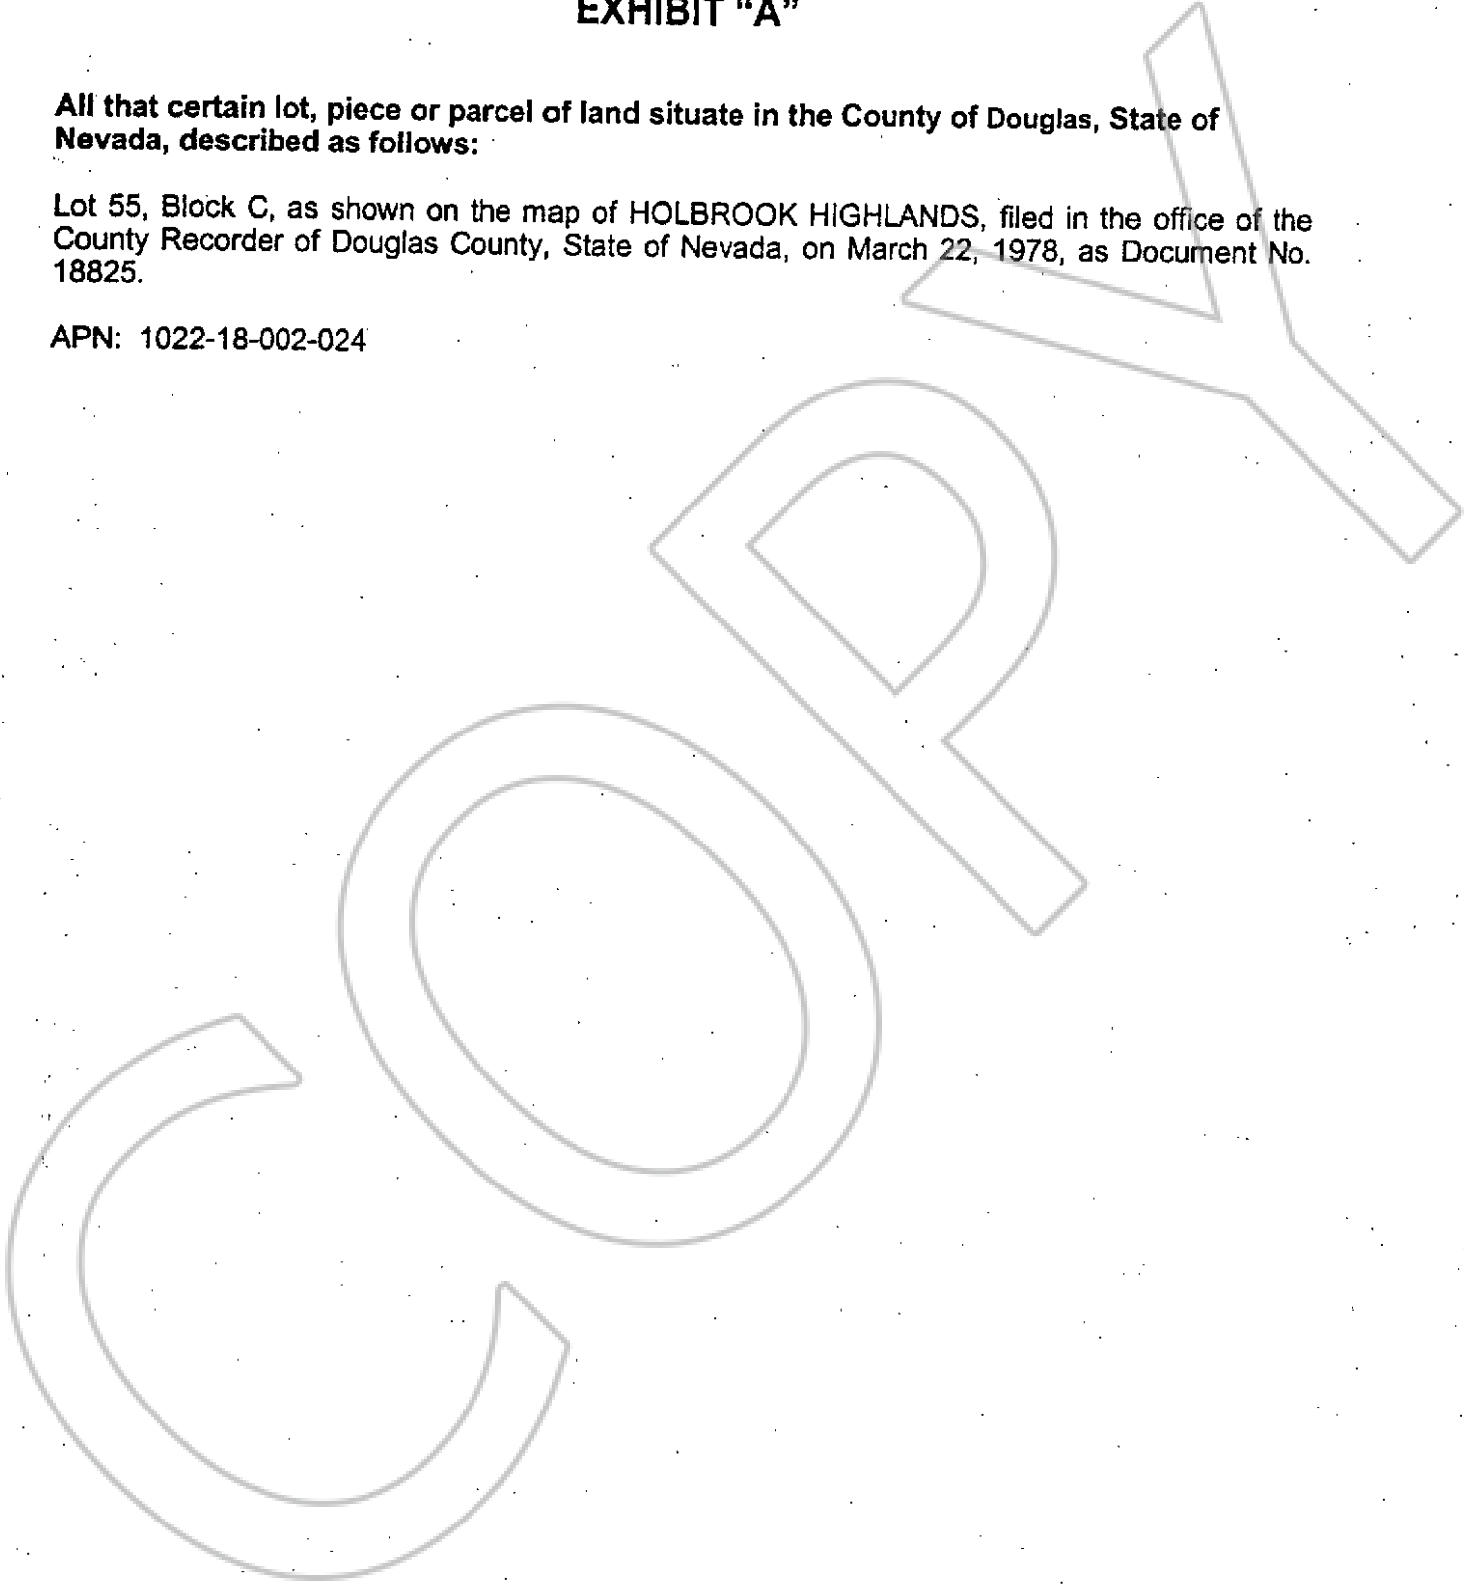 EXHIBIT “A”
All that certain lot, piece or parcel of land situate in the County of Douglas, State of
Nevada, described as follows:
Lot 55, Block C, as shown on the map of HOLBROOK HIGHLANDS, filed in the office of the
County Recorder of Douglas County, State of Nevada, on March 22, 1978, as Document No.
18825.
APN: 1022-18-002-024
COPY